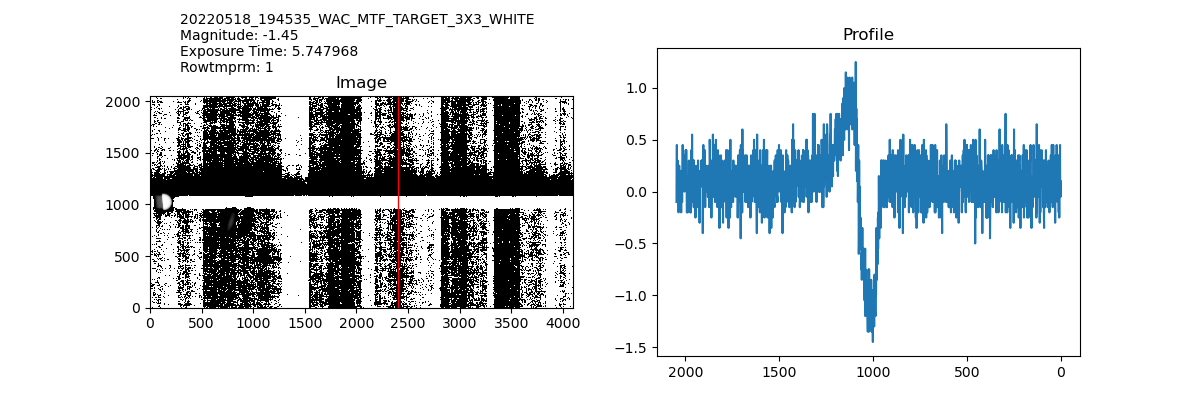 20220518_194535_WAC_MTF_TARGET_3X3_WHITE
Magnitude: -1.45
Exposure Time: 5.747968
Rowtmprm: 1
Image
2000
1500
1000
500
0
0 500 1000 1500 2000 2500 3000 3500 4000
Profile
1.0
0.5
0.0
−0.5
−1.0
−1.5
2000 1500 1000 500 0